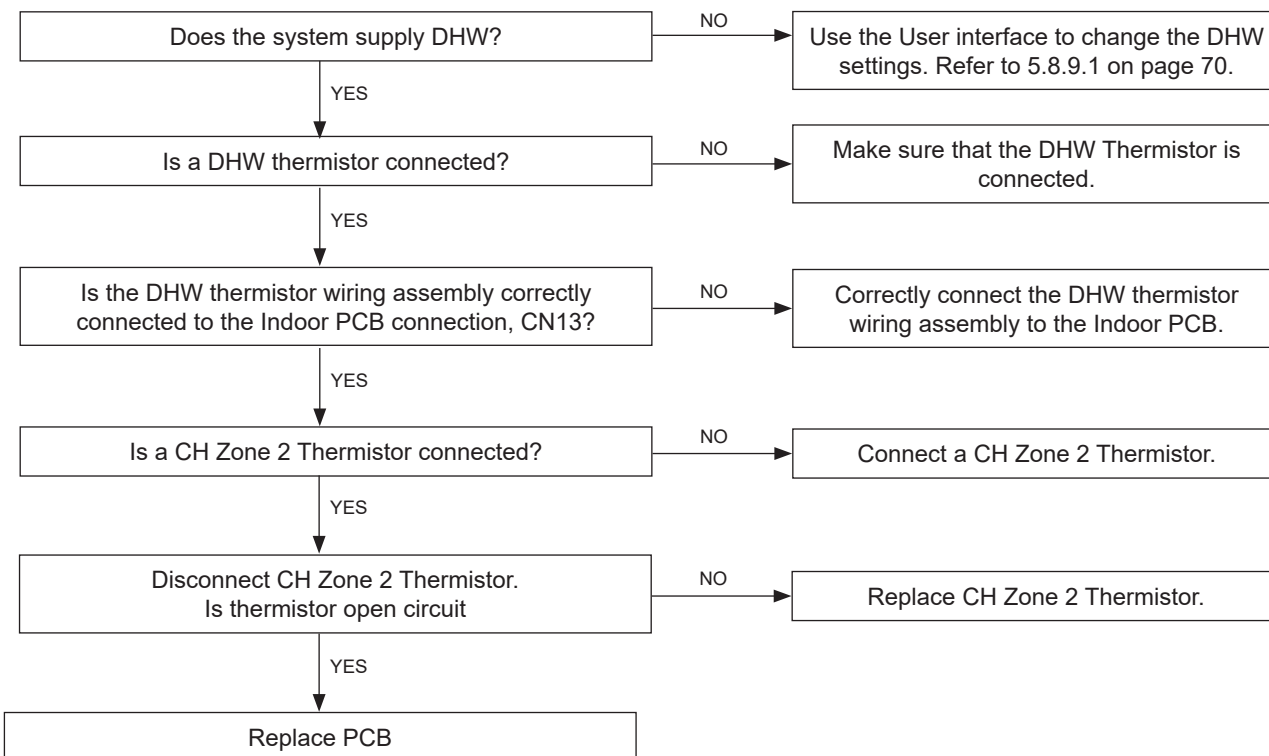 Does the system supply DHW?
NO
Use the User interface to change the DHW
settings. Refer to 5.8.9.1 on page 70.
YES
Is a DHW thermistor connected?
NO
Make sure that the DHW Thermistor is
connected.
YES
Is the DHW thermistor wiring assembly correctly
connected to the Indoor PCB connection, CN13?
NO
Correctly connect the DHW thermistor
wiring assembly to the Indoor PCB.
YES
Is a CH Zone 2 Thermistor connected?
NO
Connect a CH Zone 2 Thermistor.
YES
Disconnect CH Zone 2 Thermistor.
Is thermistor open circuit
NO
Replace CH Zone 2 Thermistor.
YES
Replace PCB